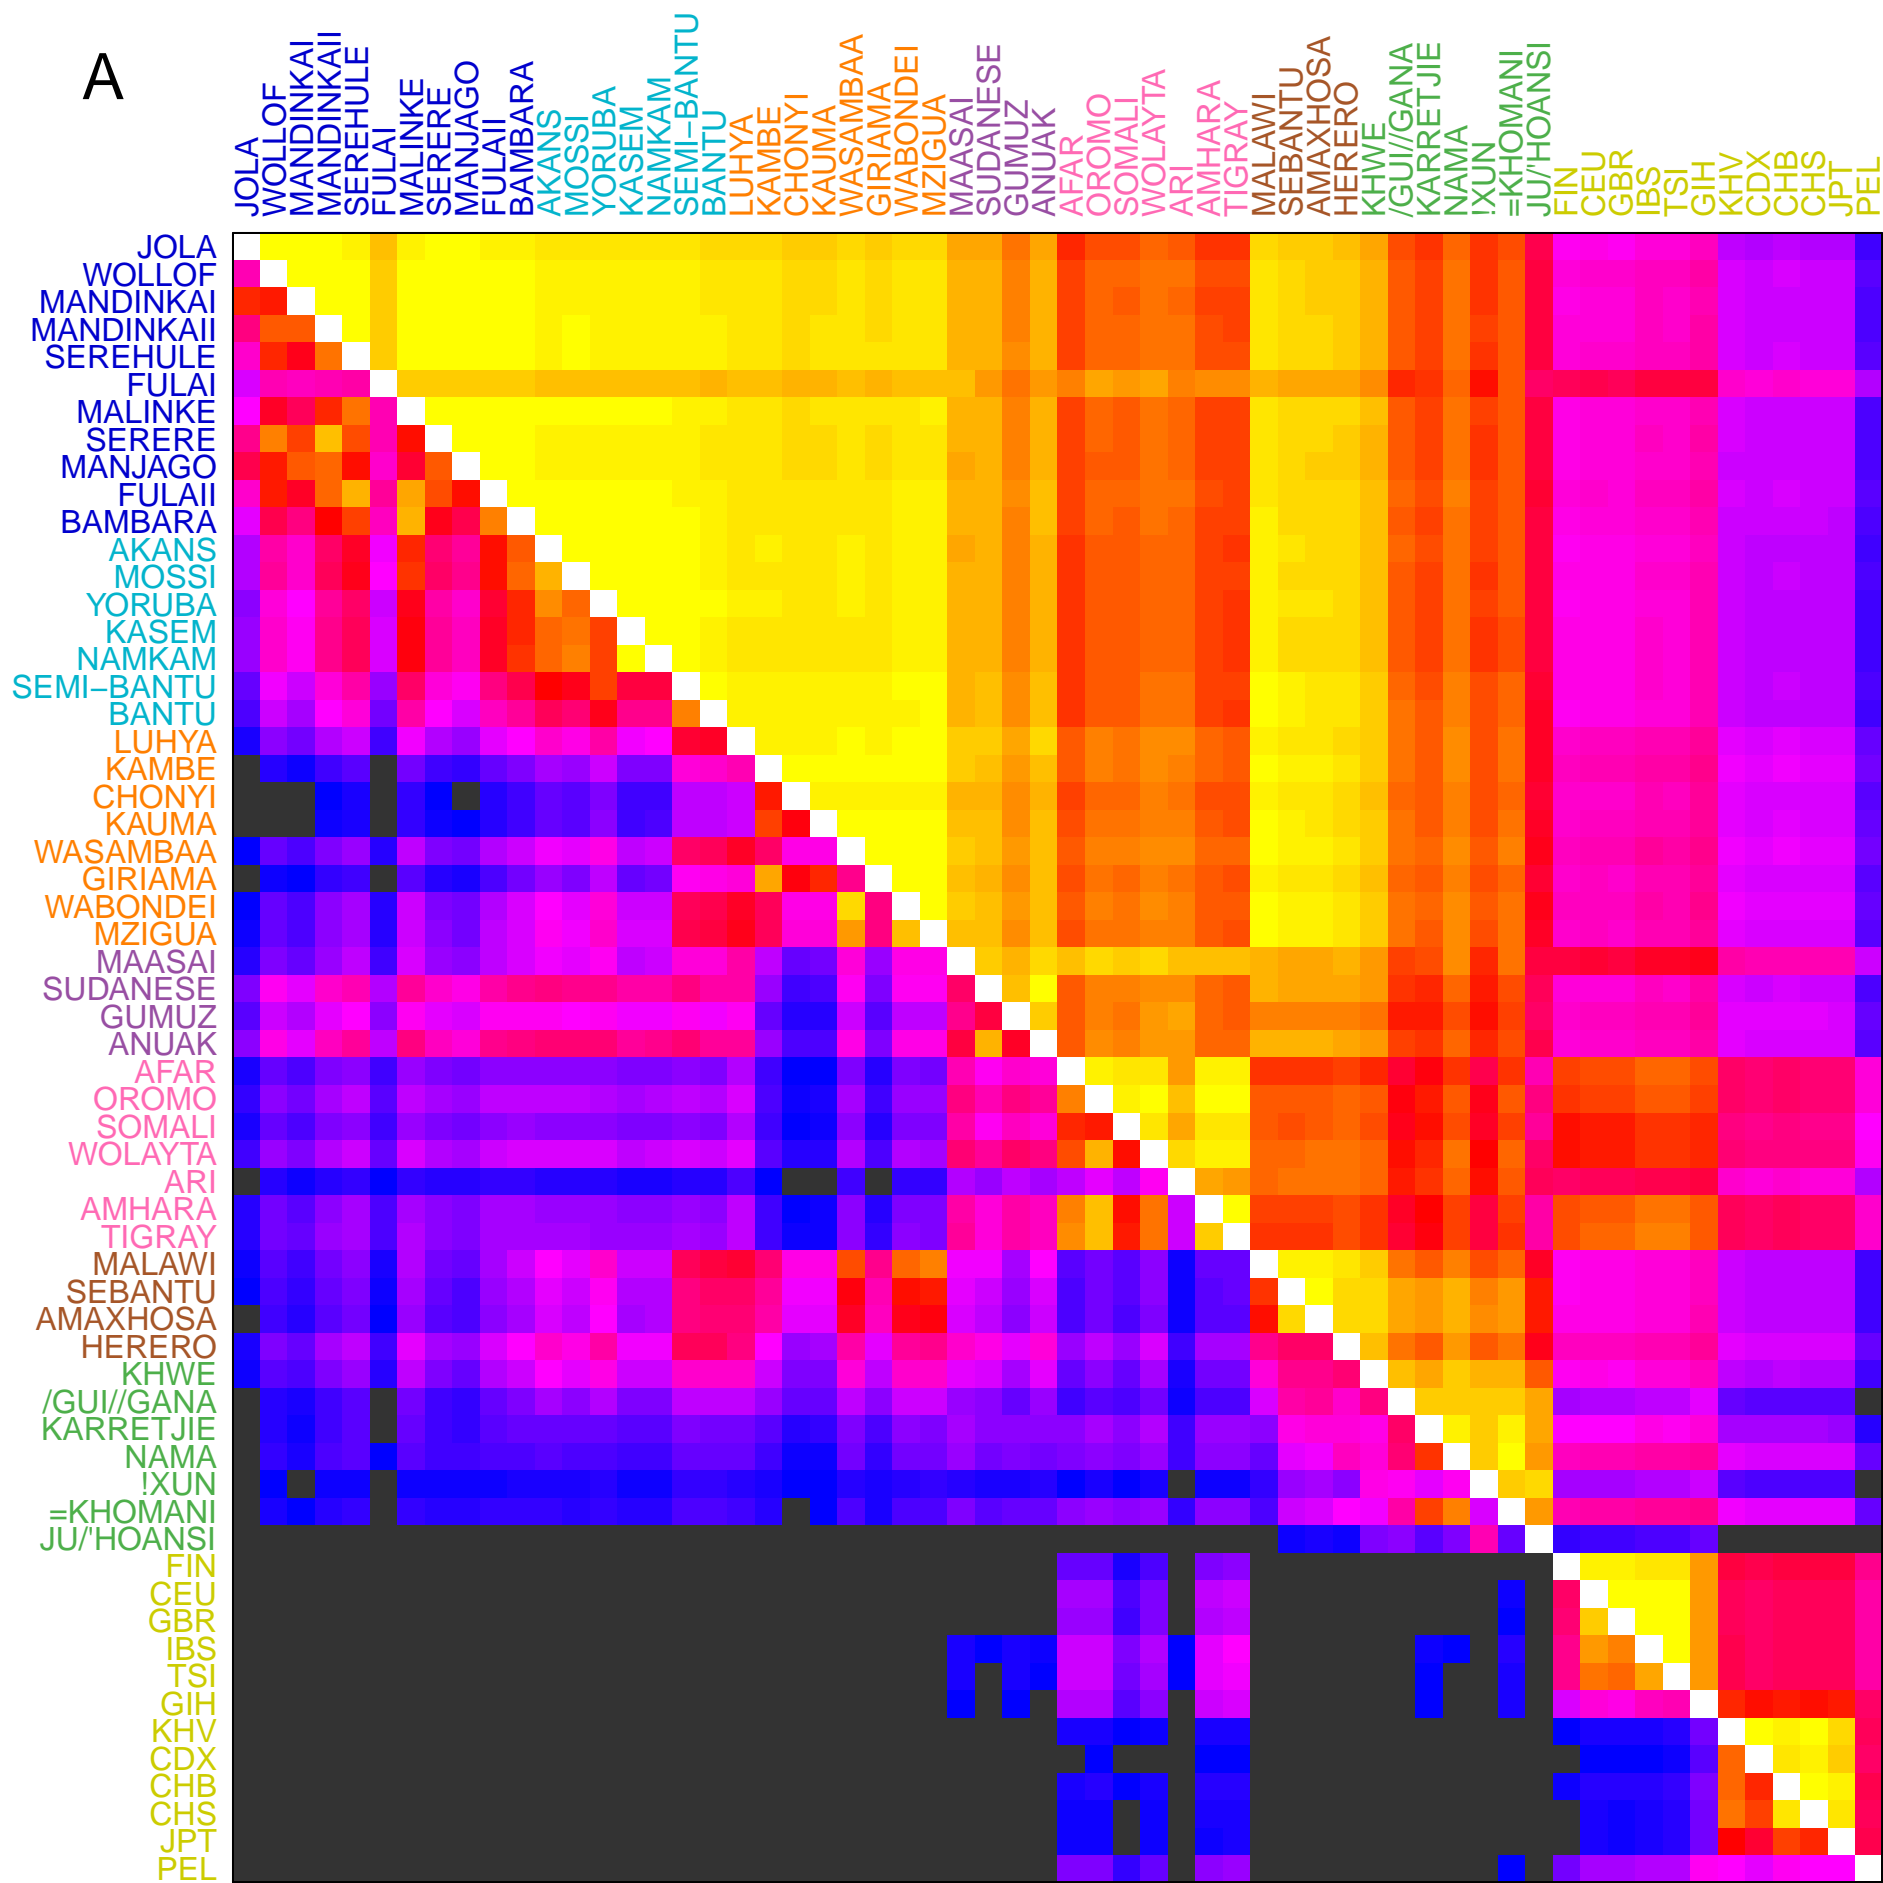 A
JOLA
WOLLOF
MANDINKAI
MANDINKAII
SEREHULE
FULAI
MALINKE
SERERE
MANJAGO
FULAII
BAMBARA
AKANS
MOSSI
YORUBA
KASEM
NAMKAM
SEMI−BANTU
BANTU
LUHYA
KAMBE
CHONYI
KAUMA
WASAMBAA
GIRIAMA
WABONDEI
MZIGUA
MAASAI
SUDANESE
GUMUZ
ANUAK
AFAR
OROMO
SOMALI
WOLAYTA
ARI
AMHARA
TIGRAY
MALAWI
SEBANTU
AMAXHOSA
HERERO
KHWE
/GUI//GANA
KARRETJIE
NAMA
!XUN
=KHOMANI
JU/'HOANSI
FIN
CEU
GBR
IBS
TSI
GIH
KHV
CDX
CHB
CHS
JPT
PEL
JOLA
WOLLOF
MANDINKAI
MANDINKAII
SEREHULE
FULAI
MALINKE
SERERE
MANJAGO
FULAII
BAMBARA
AKANS
MOSSI
YORUBA
KASEM
NAMKAM
SEMI−BANTU
BANTU
LUHYA
KAMBE
CHONYI
KAUMA
WASAMBAA
GIRIAMA
WABONDEI
MZIGUA
MAASAI
SUDANESE
GUMUZ
ANUAK
AFAR
OROMO
SOMALI
WOLAYTA
ARI
AMHARA
TIGRAY
MALAWI
SEBANTU
AMAXHOSA
HERERO
KHWE
/GUI//GANA
KARRETJIE
NAMA
!XUN
=KHOMANI
JU/'HOANSI
FIN
CEU
GBR
IBS
TSI
GIH
KHV
CDX
CHB
CHS
JPT
PEL